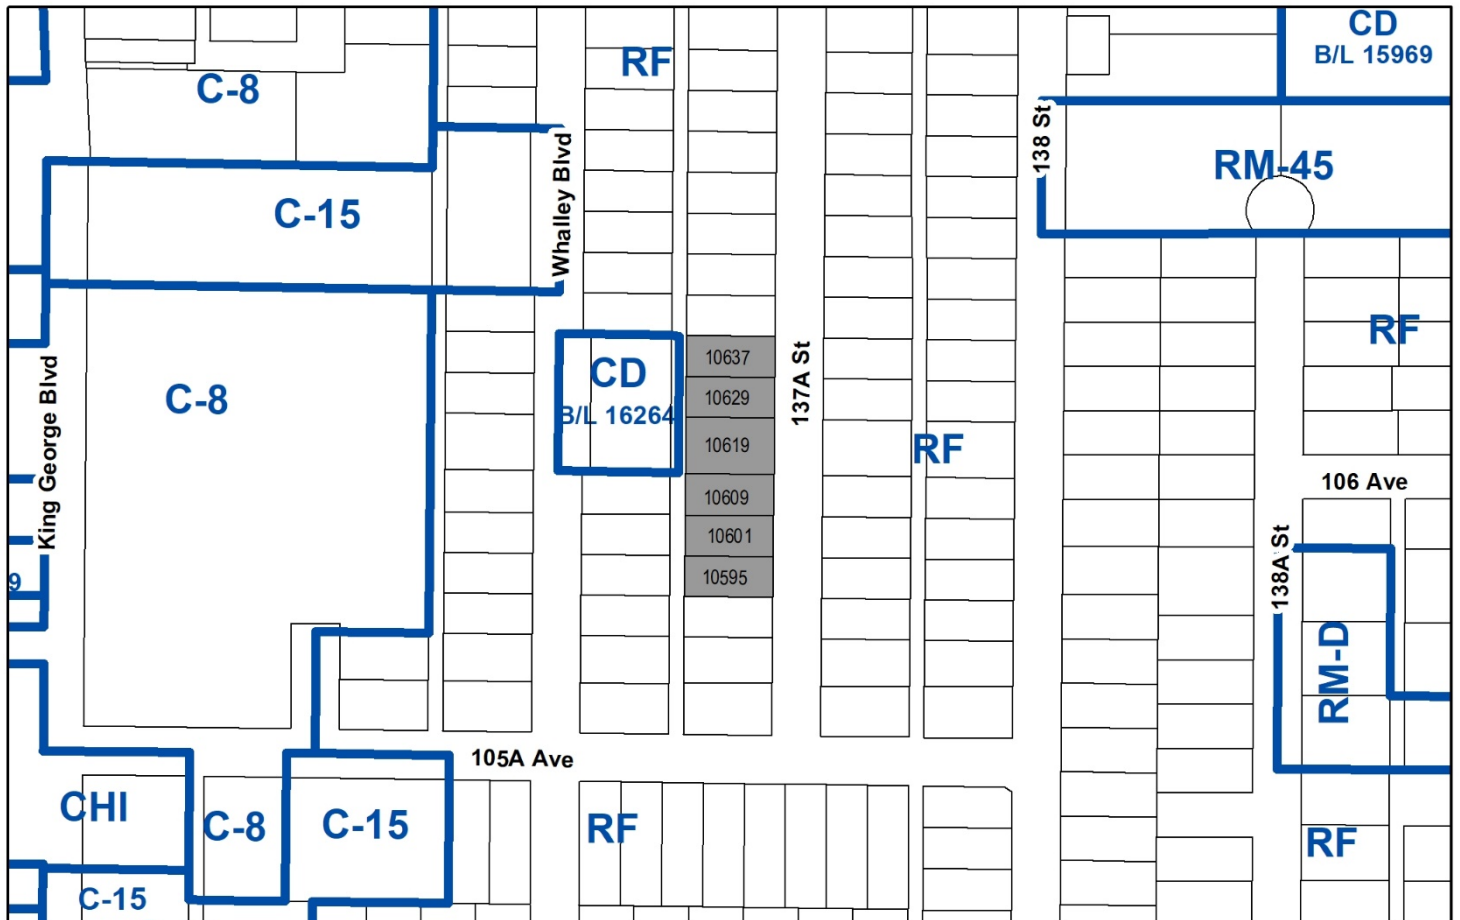 CD
B/L 15969
RF
C-8
138 St
RM-45
Whalley Blvd
C-15
RF
King George Blvd
C-8
CD
B/L 16264
10637
10629
10619
10609
10601
10595
137A St
RF
106 Ave
138A St
9
RM-D
105A Ave
CHI
C-8
C-15
RF
RF
C-15